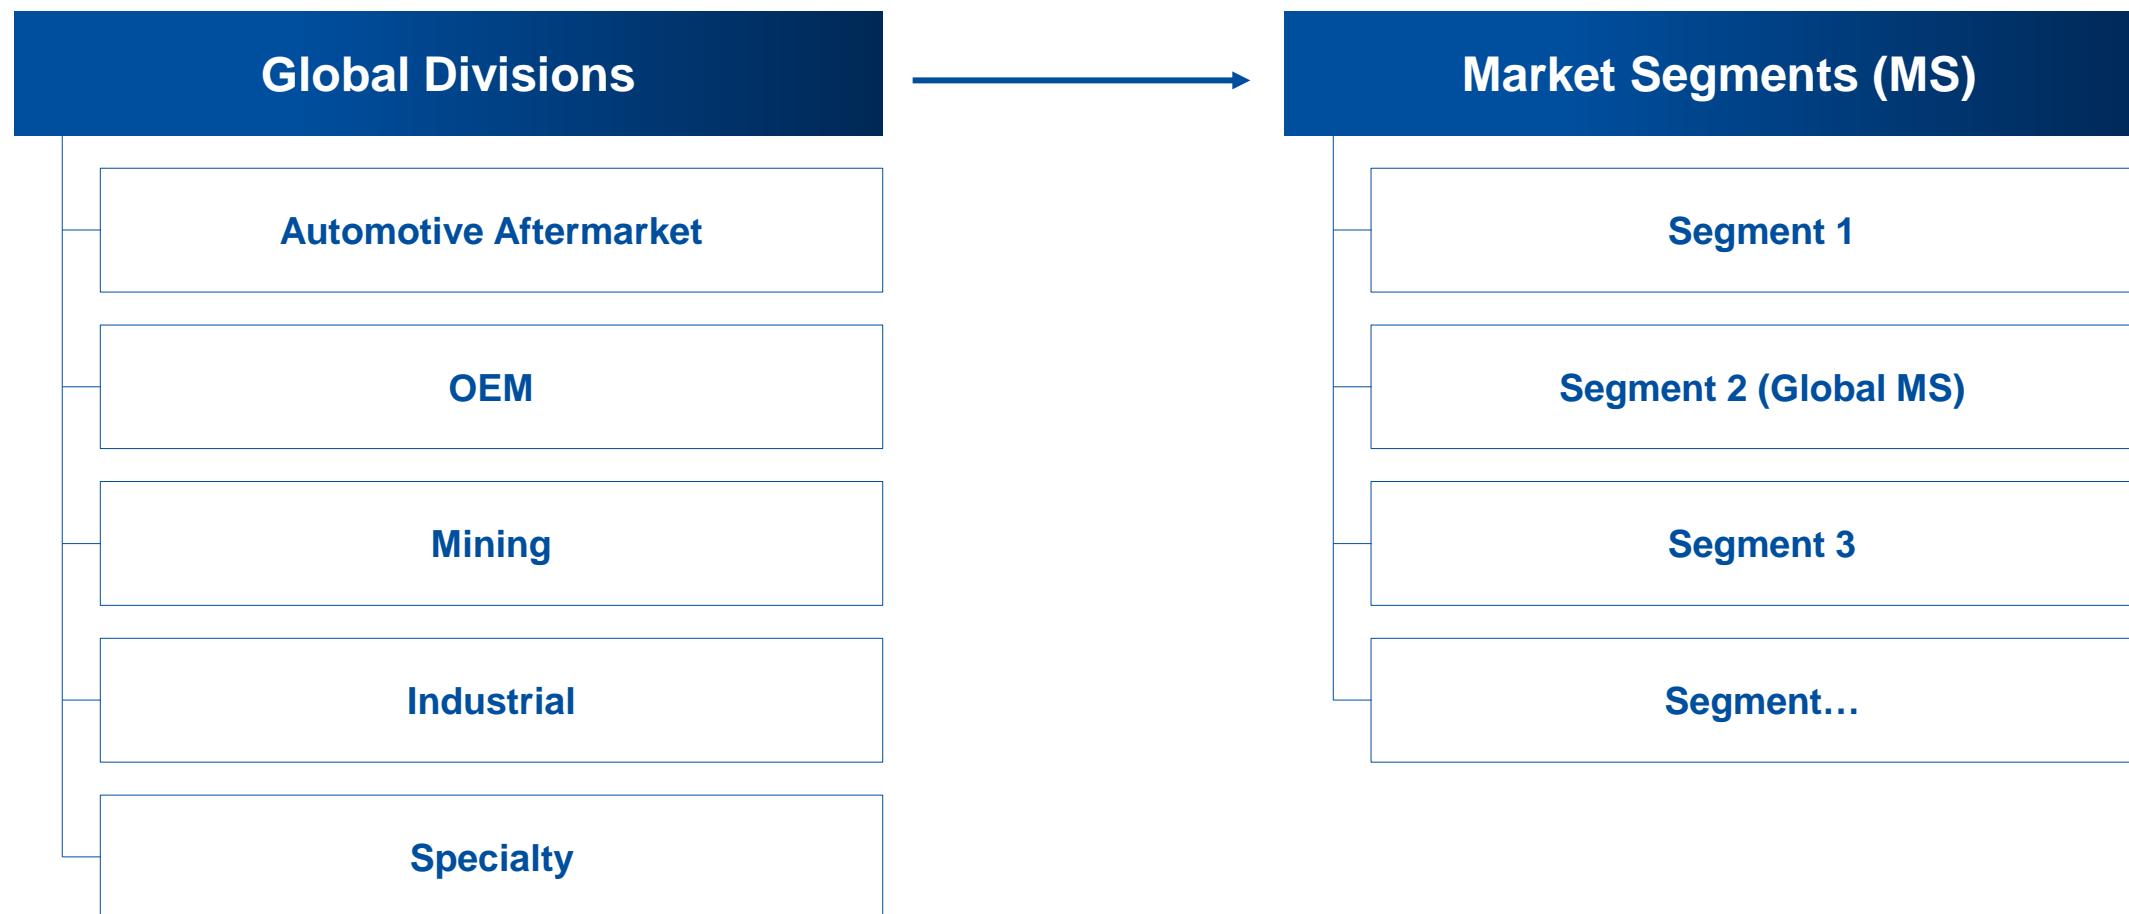 Global Divisions
Automotive Aftermarket
OEM
Mining
Industrial
Specialty
Market Segments (MS)
Segment 1
Segment 2 (Global MS)
Segment 3
Segment…